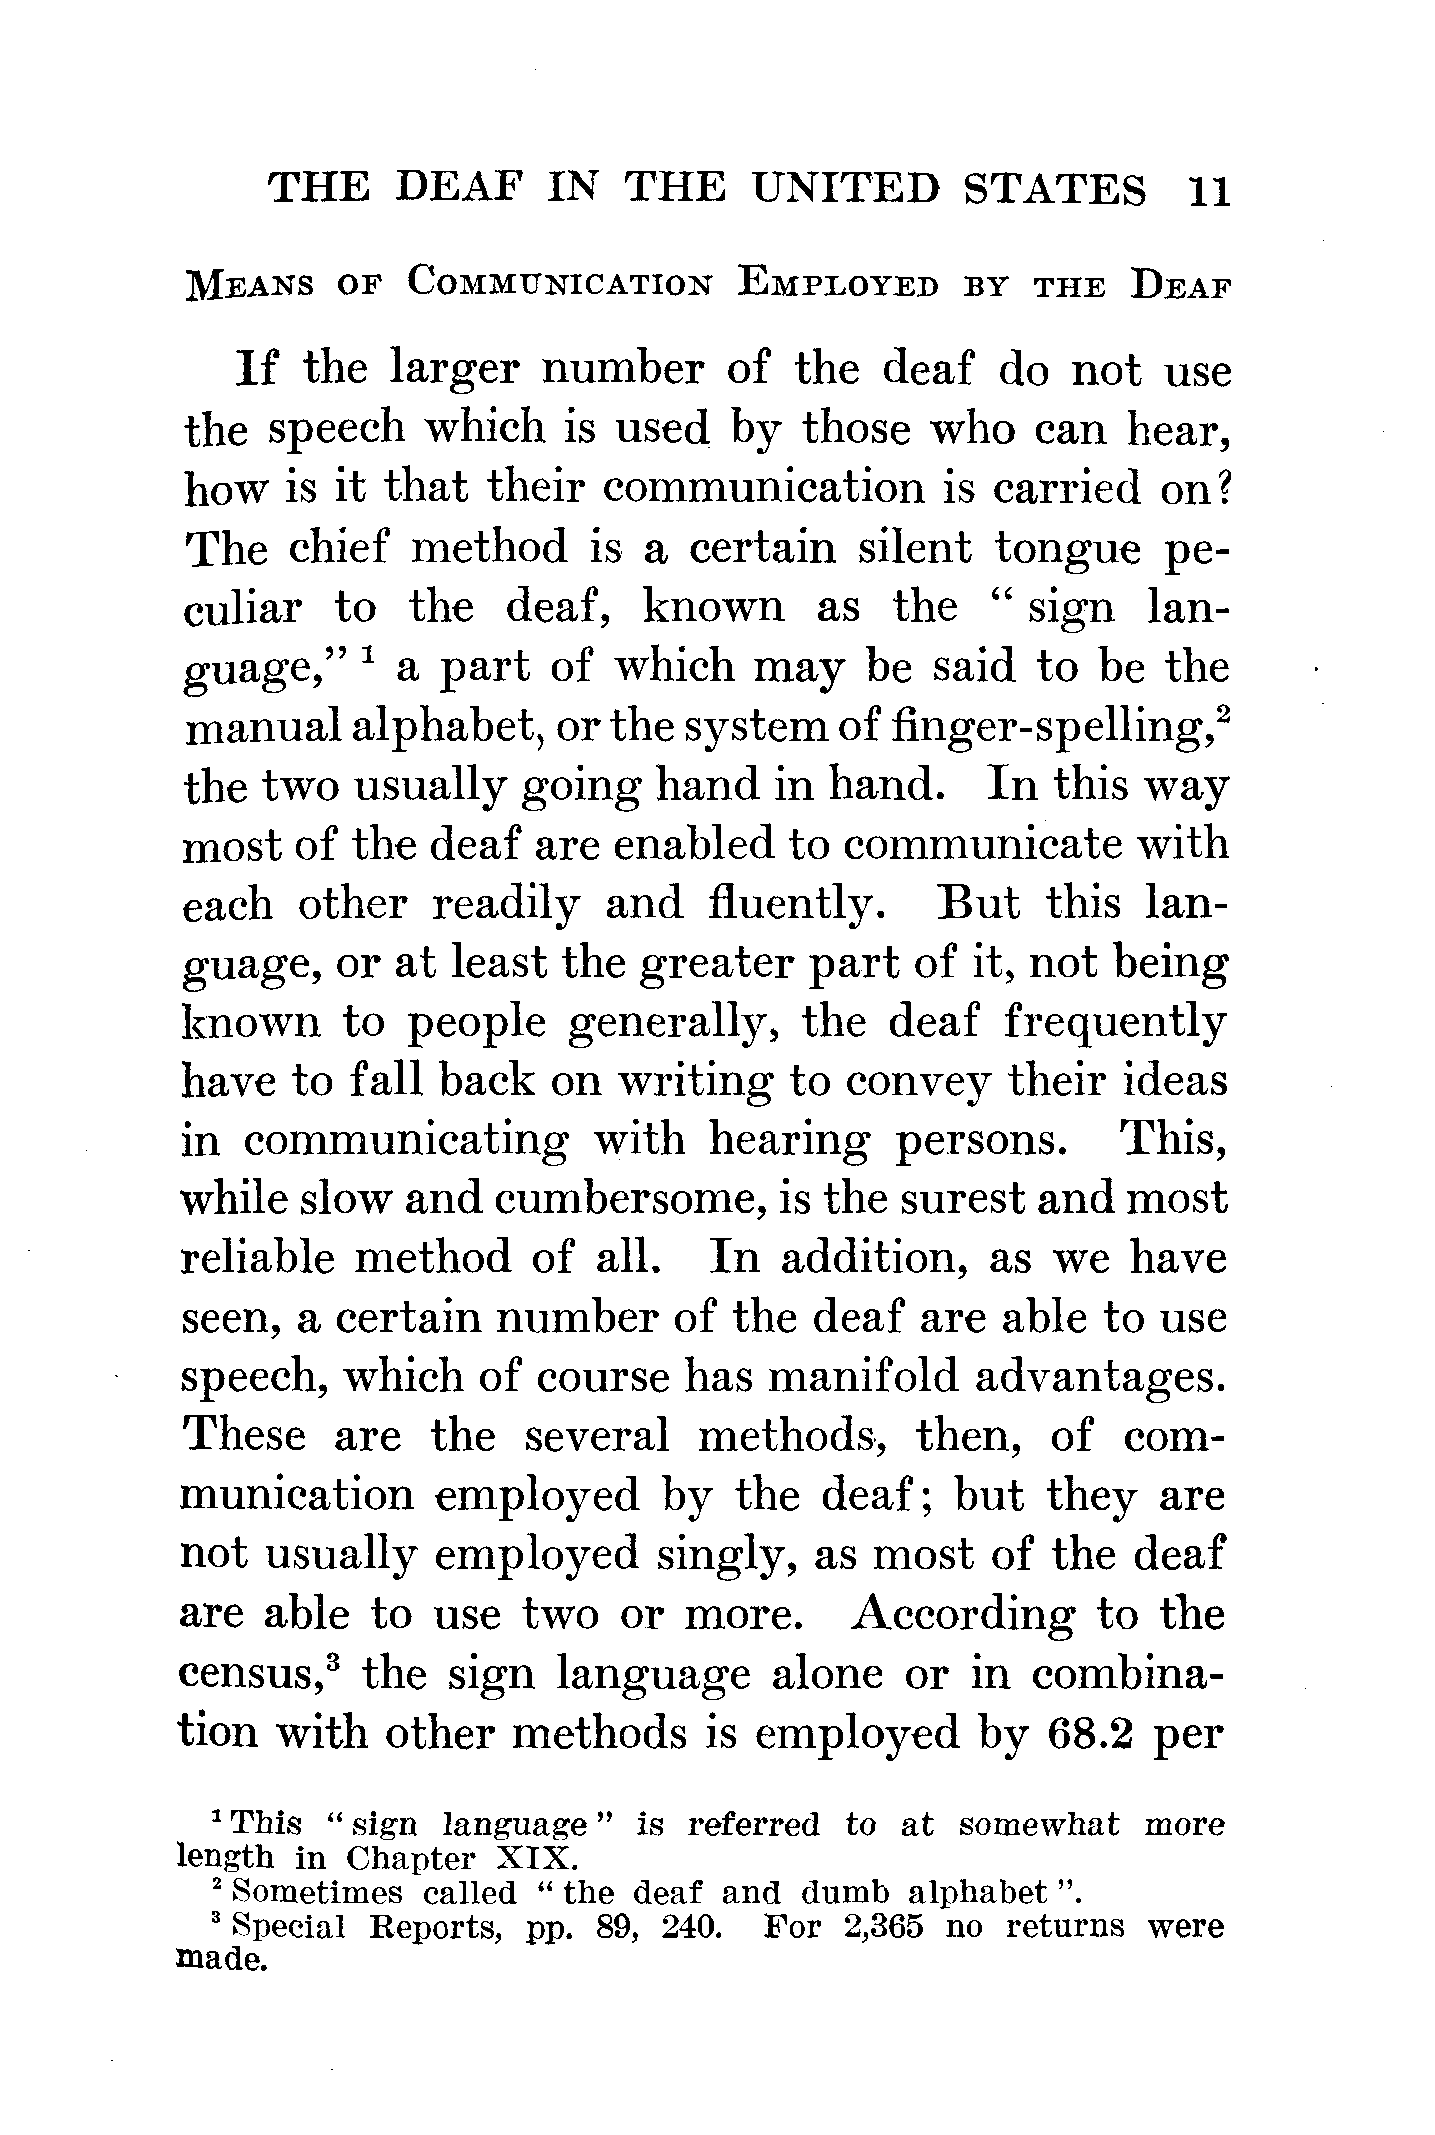 THE DEAF IN THE UNITED STATES 11
MEANS OF COMMUNICATION EMPLOYED BY THE DEAF
If the larger number of the deaf do not use
the speech which is used by those who can hear,
how is it that their communication is carried on?
The chief method is a certain silent tongue pe-
culiar to the deaf, known as the “ sign lan-
guage,” ¹ a part of which may be said to be the
manual alphabet, or the system of finger-spelling,²
the two usually going hand in hand. In this way
most of the deaf are enabled to communicate with
each other readily and fluently. But this lan-
guage, or at least the greater part of it, not being
known to people generally, the deaf frequently
have to fall back on writing to convey their ideas
in communicating with hearing persons. This,
while slow and cumbersome, is the surest and most
reliable method of all. In addition, as we have
seen, a certain number of the deaf are able to use
speech, which of course has manifold advantages.
These are the several methods, then, of com-
munication employed by the deaf; but they are
not usually employed singly, as most of the deaf
are able to use two or more. According to the
census,³ the sign language alone or in combina-
tion with other methods is employed by 68.2 per
¹ This “ sign language ” is referred to at somewhat more
length in Chapter XIX.
² Sometimes called “ the deaf and dumb alphabet ”.
³ Special Reports, pp. 89, 240. For 2,365 no returns were
made.